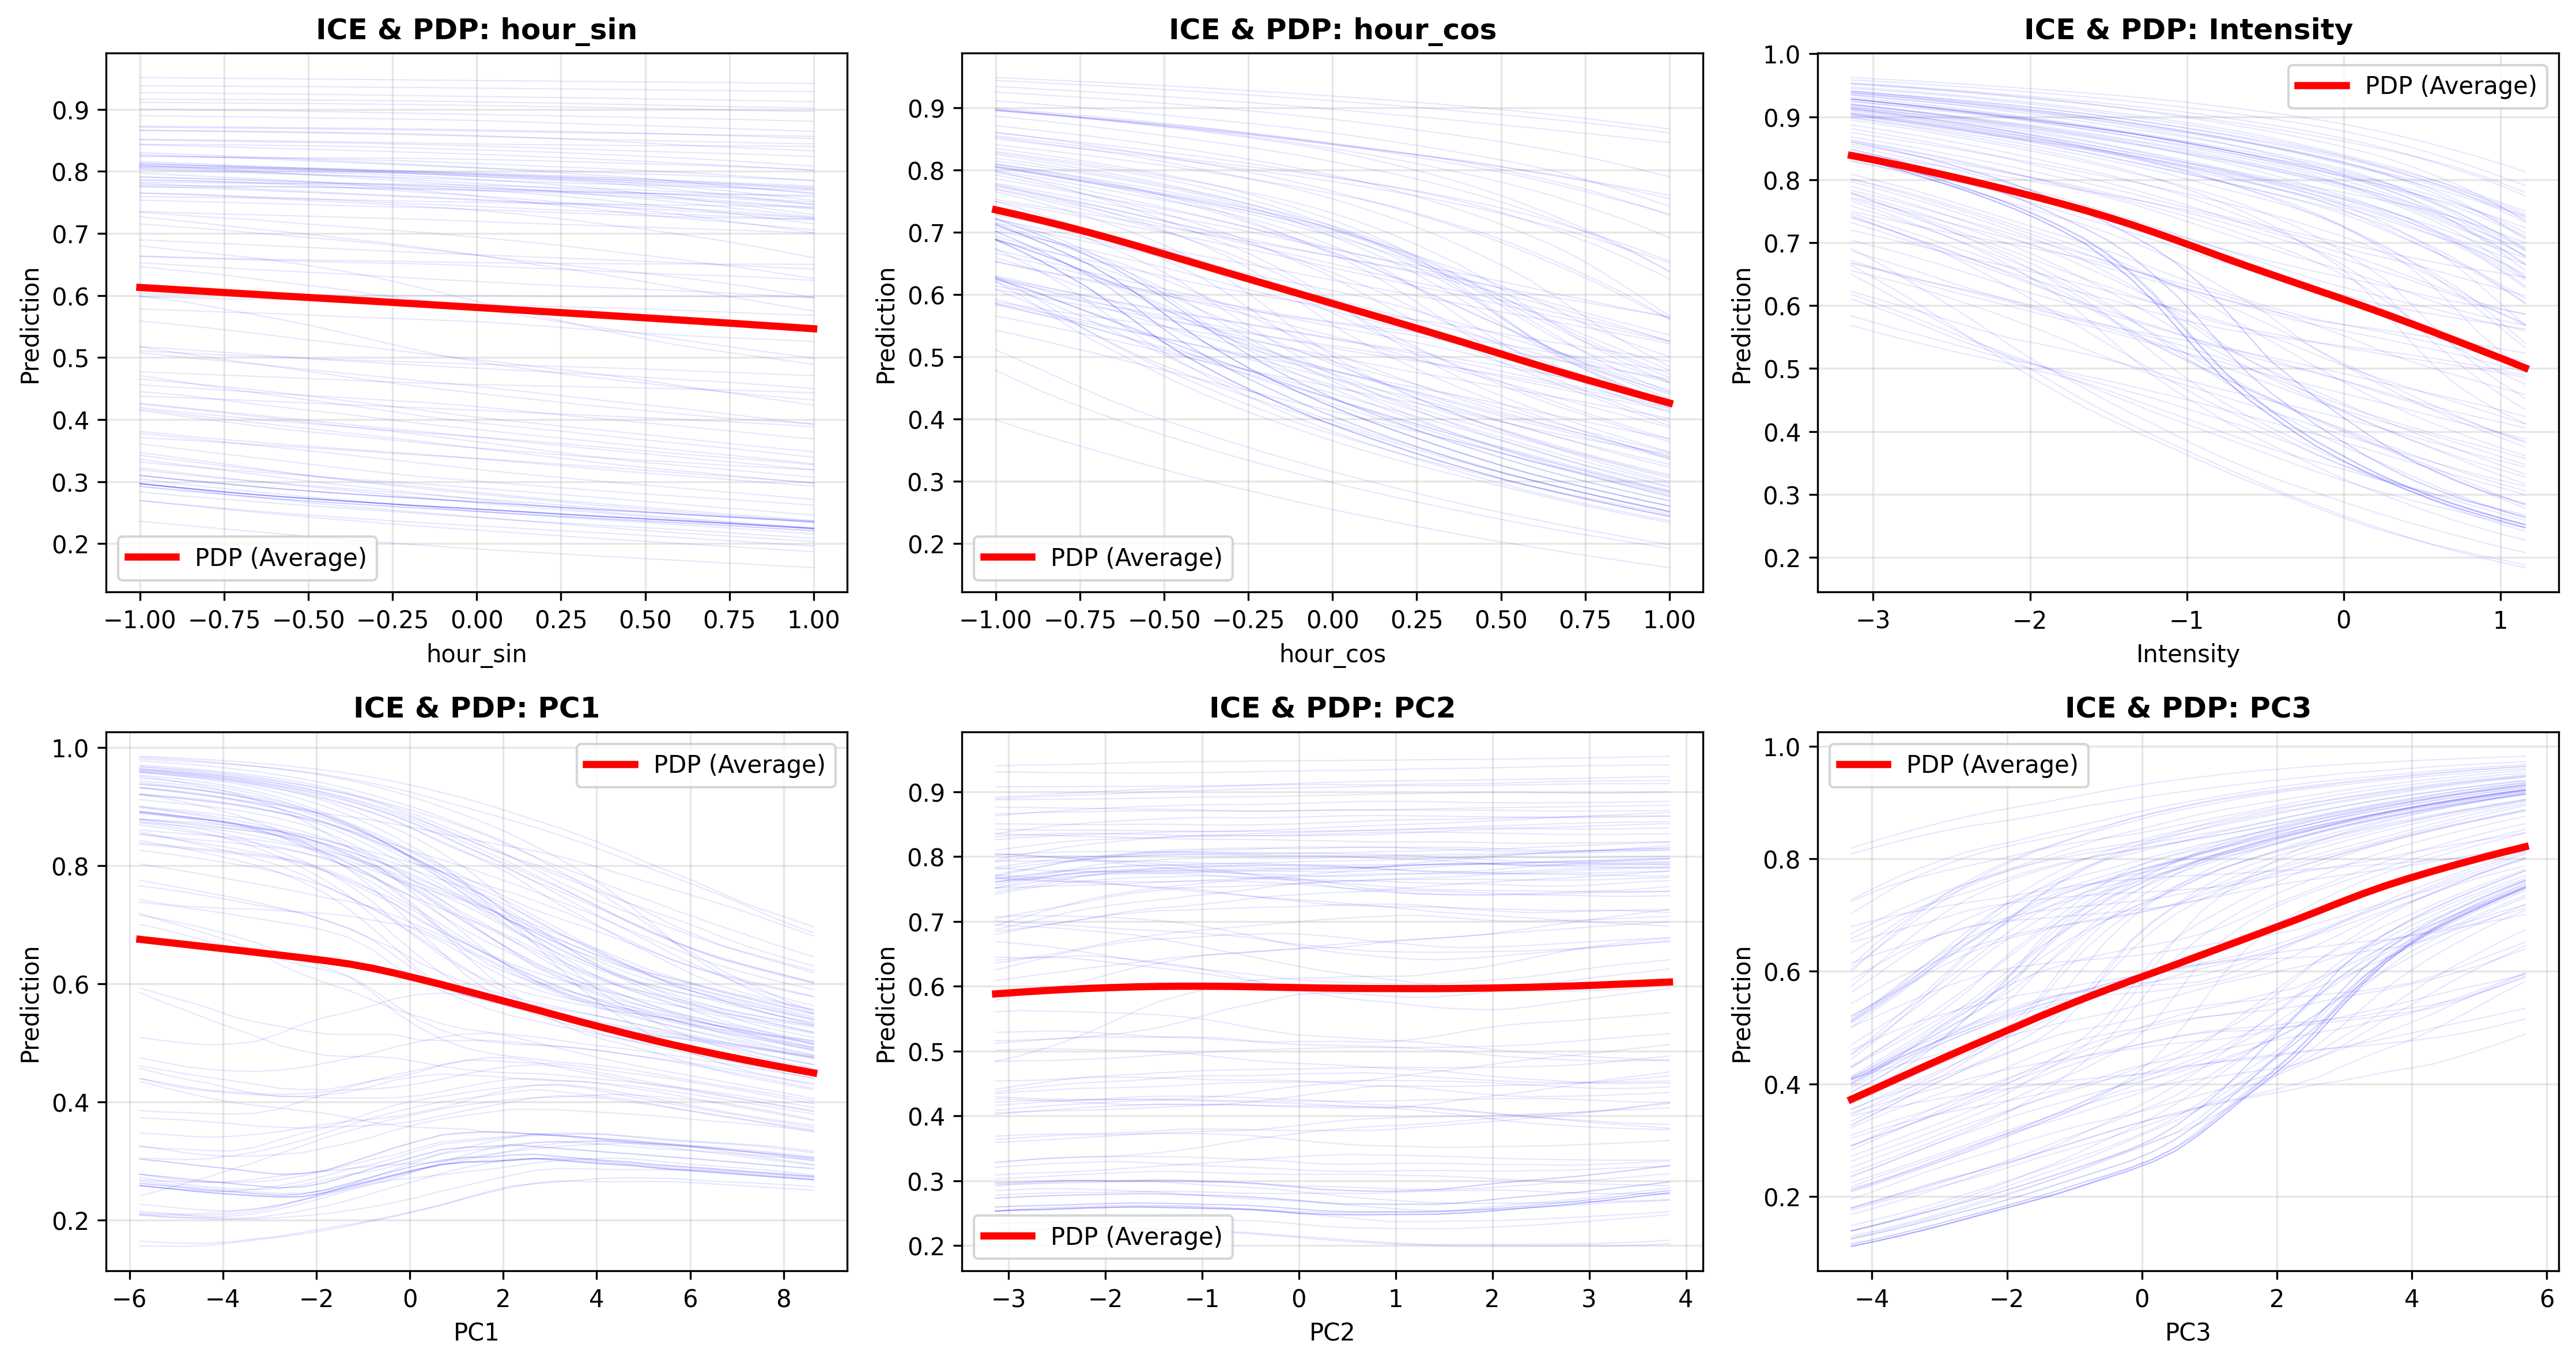 ICE & PDP: hour_sin
Prediction
0.9
0.8
0.7
0.6
0.5
0.4
0.3
0.2
PDP (Average)
−1.00 −0.75 −0.50 −0.25 0.00 0.25 0.50 0.75 1.00
hour_sin
ICE & PDP: hour_cos
Prediction
0.9
0.8
0.7
0.6
0.5
0.4
0.3
0.2
PDP (Average)
−1.00 −0.75 −0.50 −0.25 0.00 0.25 0.50 0.75 1.00
hour_cos
ICE & PDP: Intensity
Prediction
PDP (Average)
1.0
0.9
0.8
0.7
0.6
0.5
0.4
0.3
0.2
−3 −2 −1 0 1
Intensity
ICE & PDP: PC1
Prediction
PDP (Average)
1.0
0.8
0.6
0.4
0.2
−6 −4 −2 0 2 4 6 8
PC1
ICE & PDP: PC2
Prediction
0.9
0.8
0.7
0.6
0.5
0.4
0.3
0.2
PDP (Average)
−3 −2 −1 0 1 2 3 4
PC2
ICE & PDP: PC3
Prediction
PDP (Average)
1.0
0.8
0.6
0.4
0.2
−4 −2 0 2 4 6
PC3